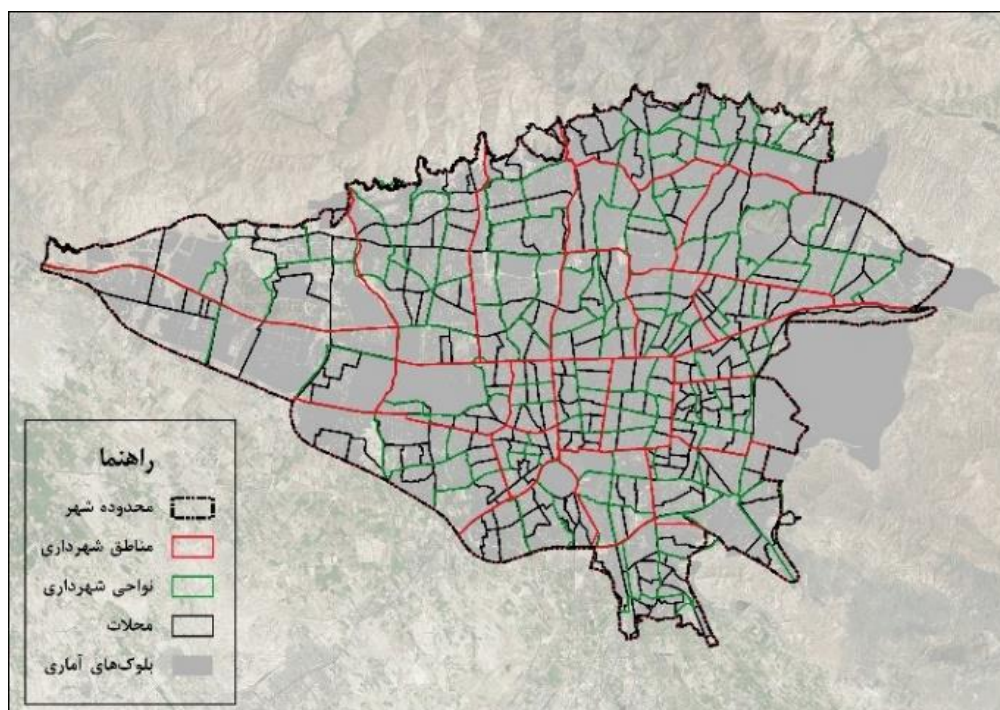 راهنما
محدوده شهر
مناطق شهرداری
نواحی شهرداری
محلات
بلوک‌های آماری